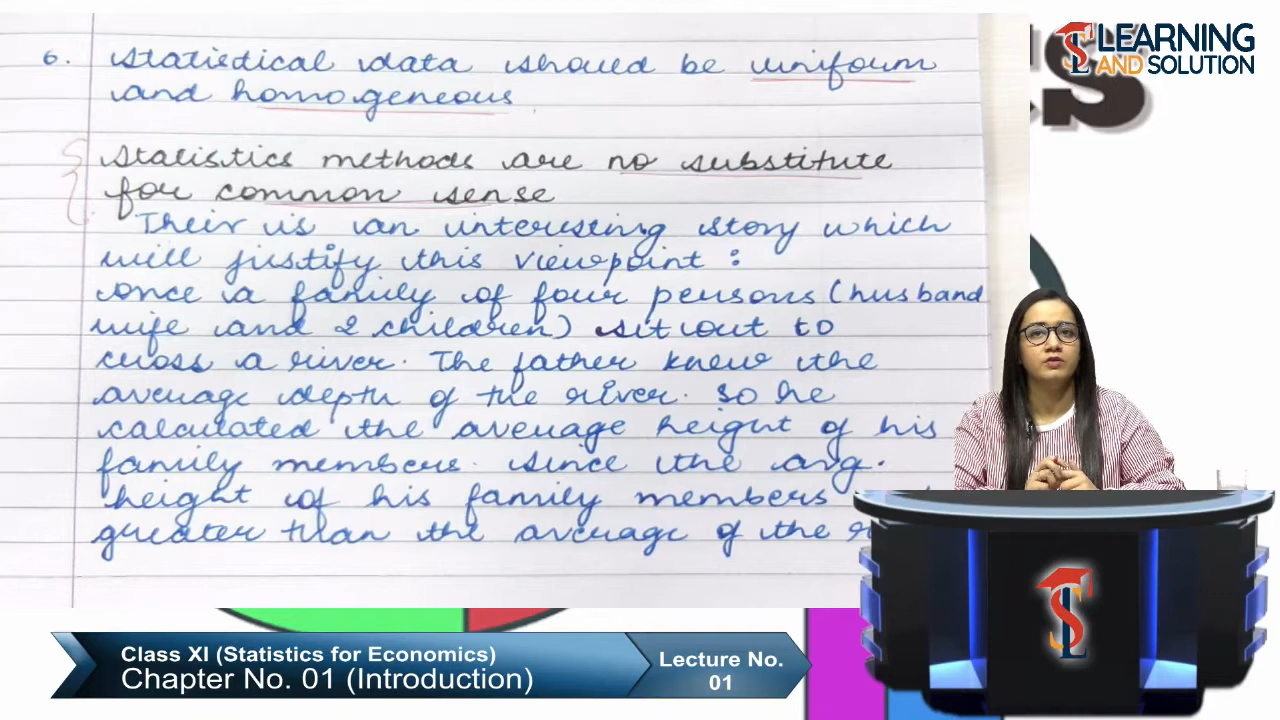 6. Statistical data should be uniform
and homogeneous
Statistics methods are no substitute
for common sense
Their is an interesting story which
will justify this viewpoint :
once a family of four persons (husband
wife and 2 children) sit out to
cross a river. The father knew the
average depth of the river. So he
calculated the average height of his
family members. since the avg.
height of his family members
greater than the average of the
LEARNING
AND SOLUTION
Class XI (Statistics for Economics)
Chapter No. 01 (Introduction)
Lecture No.
01